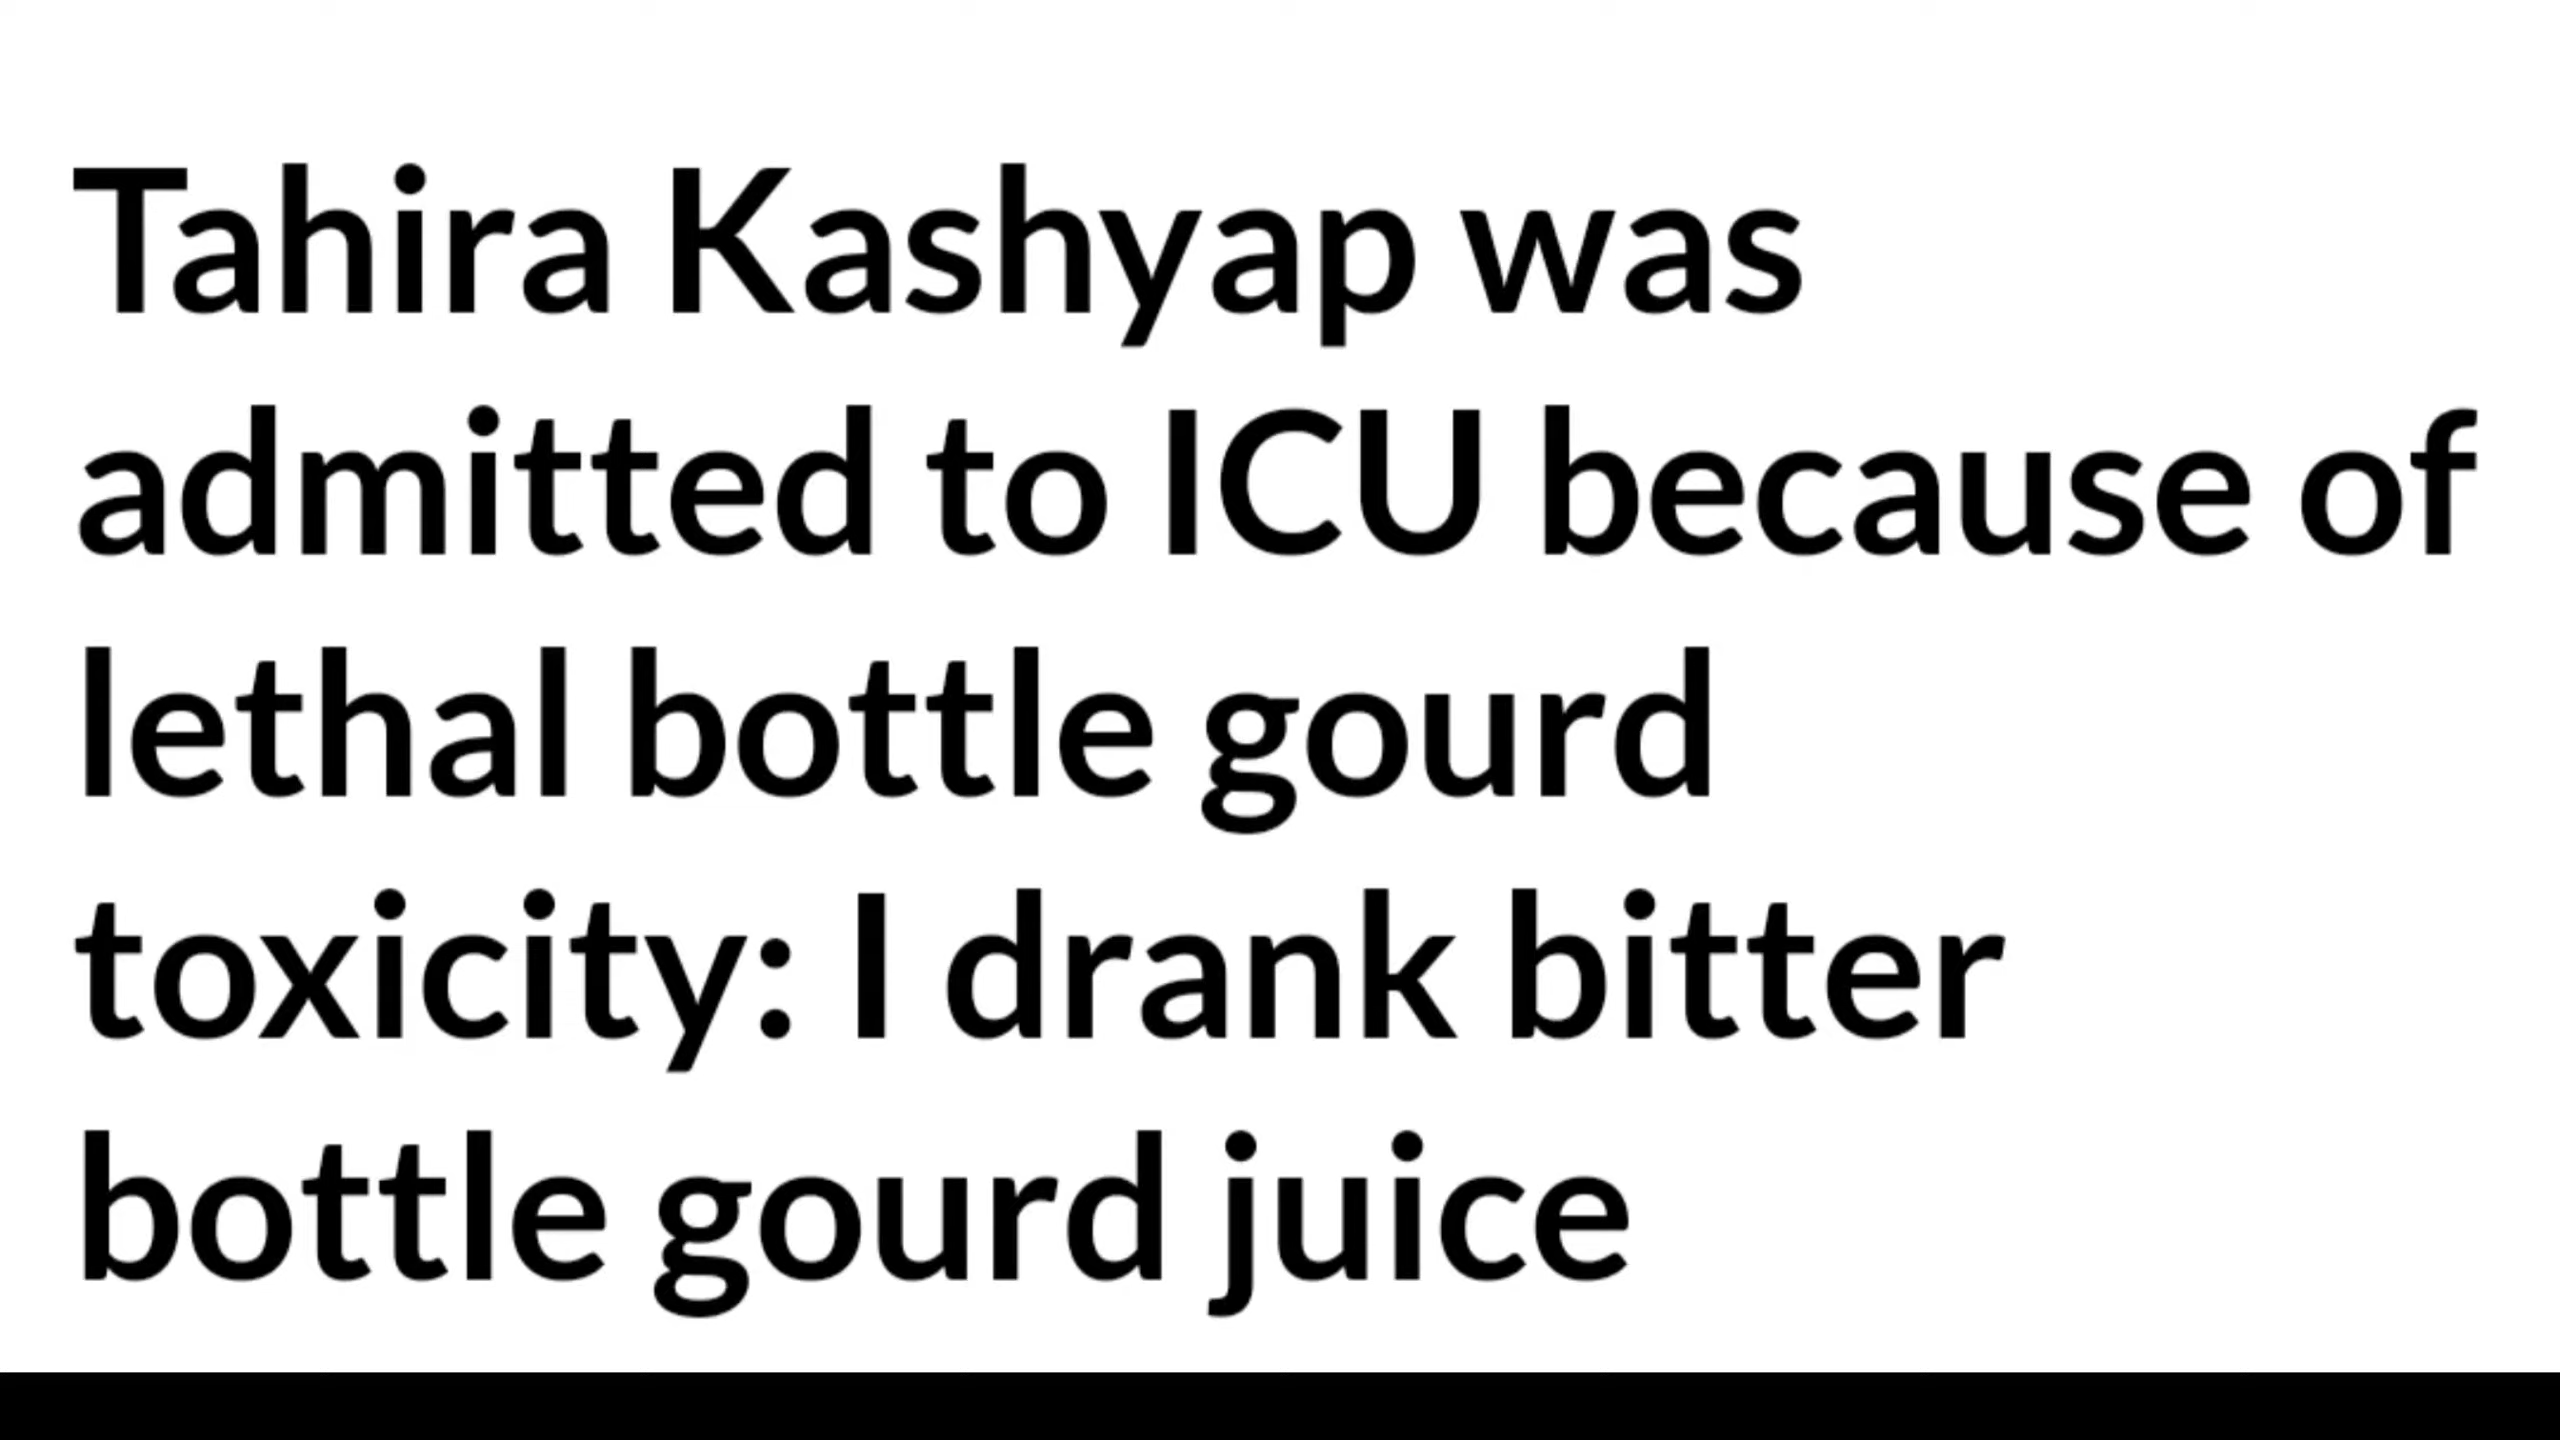 Tahira Kashyap was
admitted to ICU because of
lethal bottle gourd
toxicity: I drank bitter
bottle gourd juice